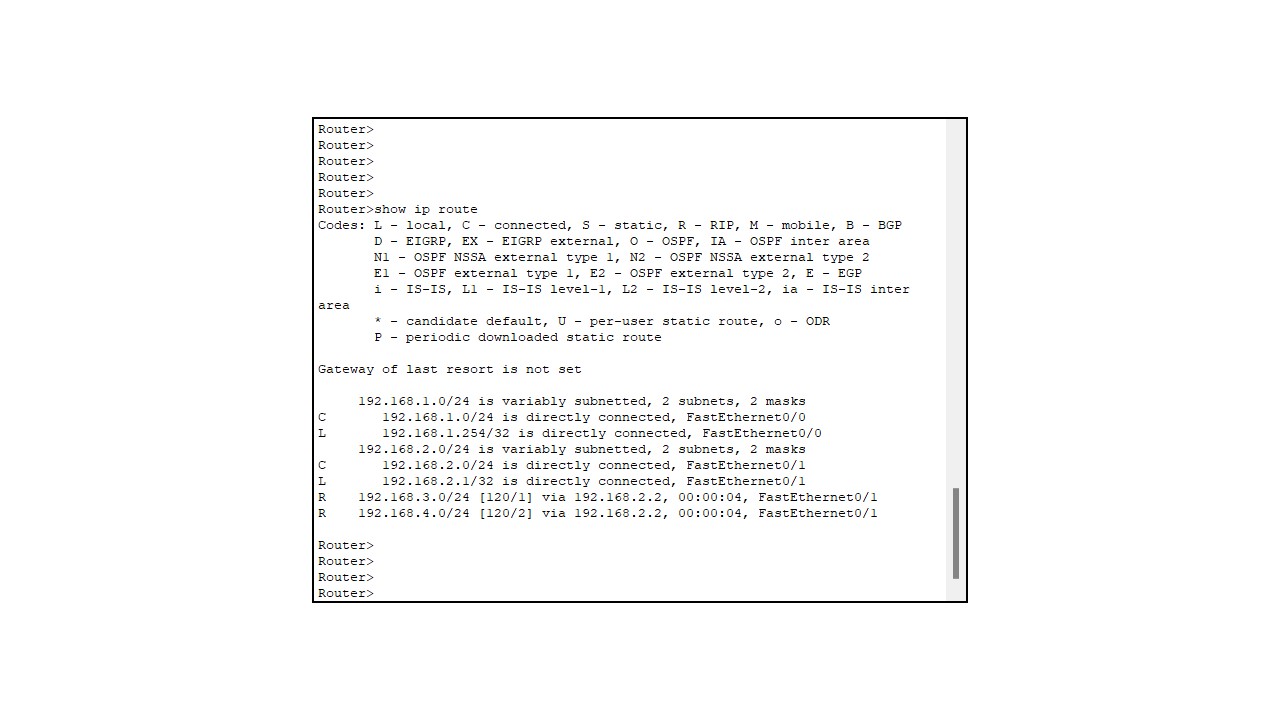 Router>
Router>
Router>
Router>
Router>
Router>show ip route
Codes: L - local, C - connected, S - static, R - RIP, M - mobile, B - BGP
       D - EIGRP, EX - EIGRP external, O - OSPF, IA - OSPF inter area
       N1 - OSPF NSSA external type 1, N2 - OSPF NSSA external type 2
       E1 - OSPF external type 1, E2 - OSPF external type 2, E - EGP
       i - IS-IS, L1 - IS-IS level-1, L2 - IS-IS level-2, ia - IS-IS inter
area
       * - candidate default, U - per-user static route, o - ODR
       P - periodic downloaded static route

Gateway of last resort is not set

     192.168.1.0/24 is variably subnetted, 2 subnets, 2 masks
C       192.168.1.0/24 is directly connected, FastEthernet0/0
L       192.168.1.254/32 is directly connected, FastEthernet0/0
     192.168.2.0/24 is variably subnetted, 2 subnets, 2 masks
C       192.168.2.0/24 is directly connected, FastEthernet0/1
L       192.168.2.1/32 is directly connected, FastEthernet0/1
R    192.168.3.0/24 [120/1] via 192.168.2.2, 00:00:04, FastEthernet0/1
R    192.168.4.0/24 [120/2] via 192.168.2.2, 00:00:04, FastEthernet0/1

Router>
Router>
Router>
Router>